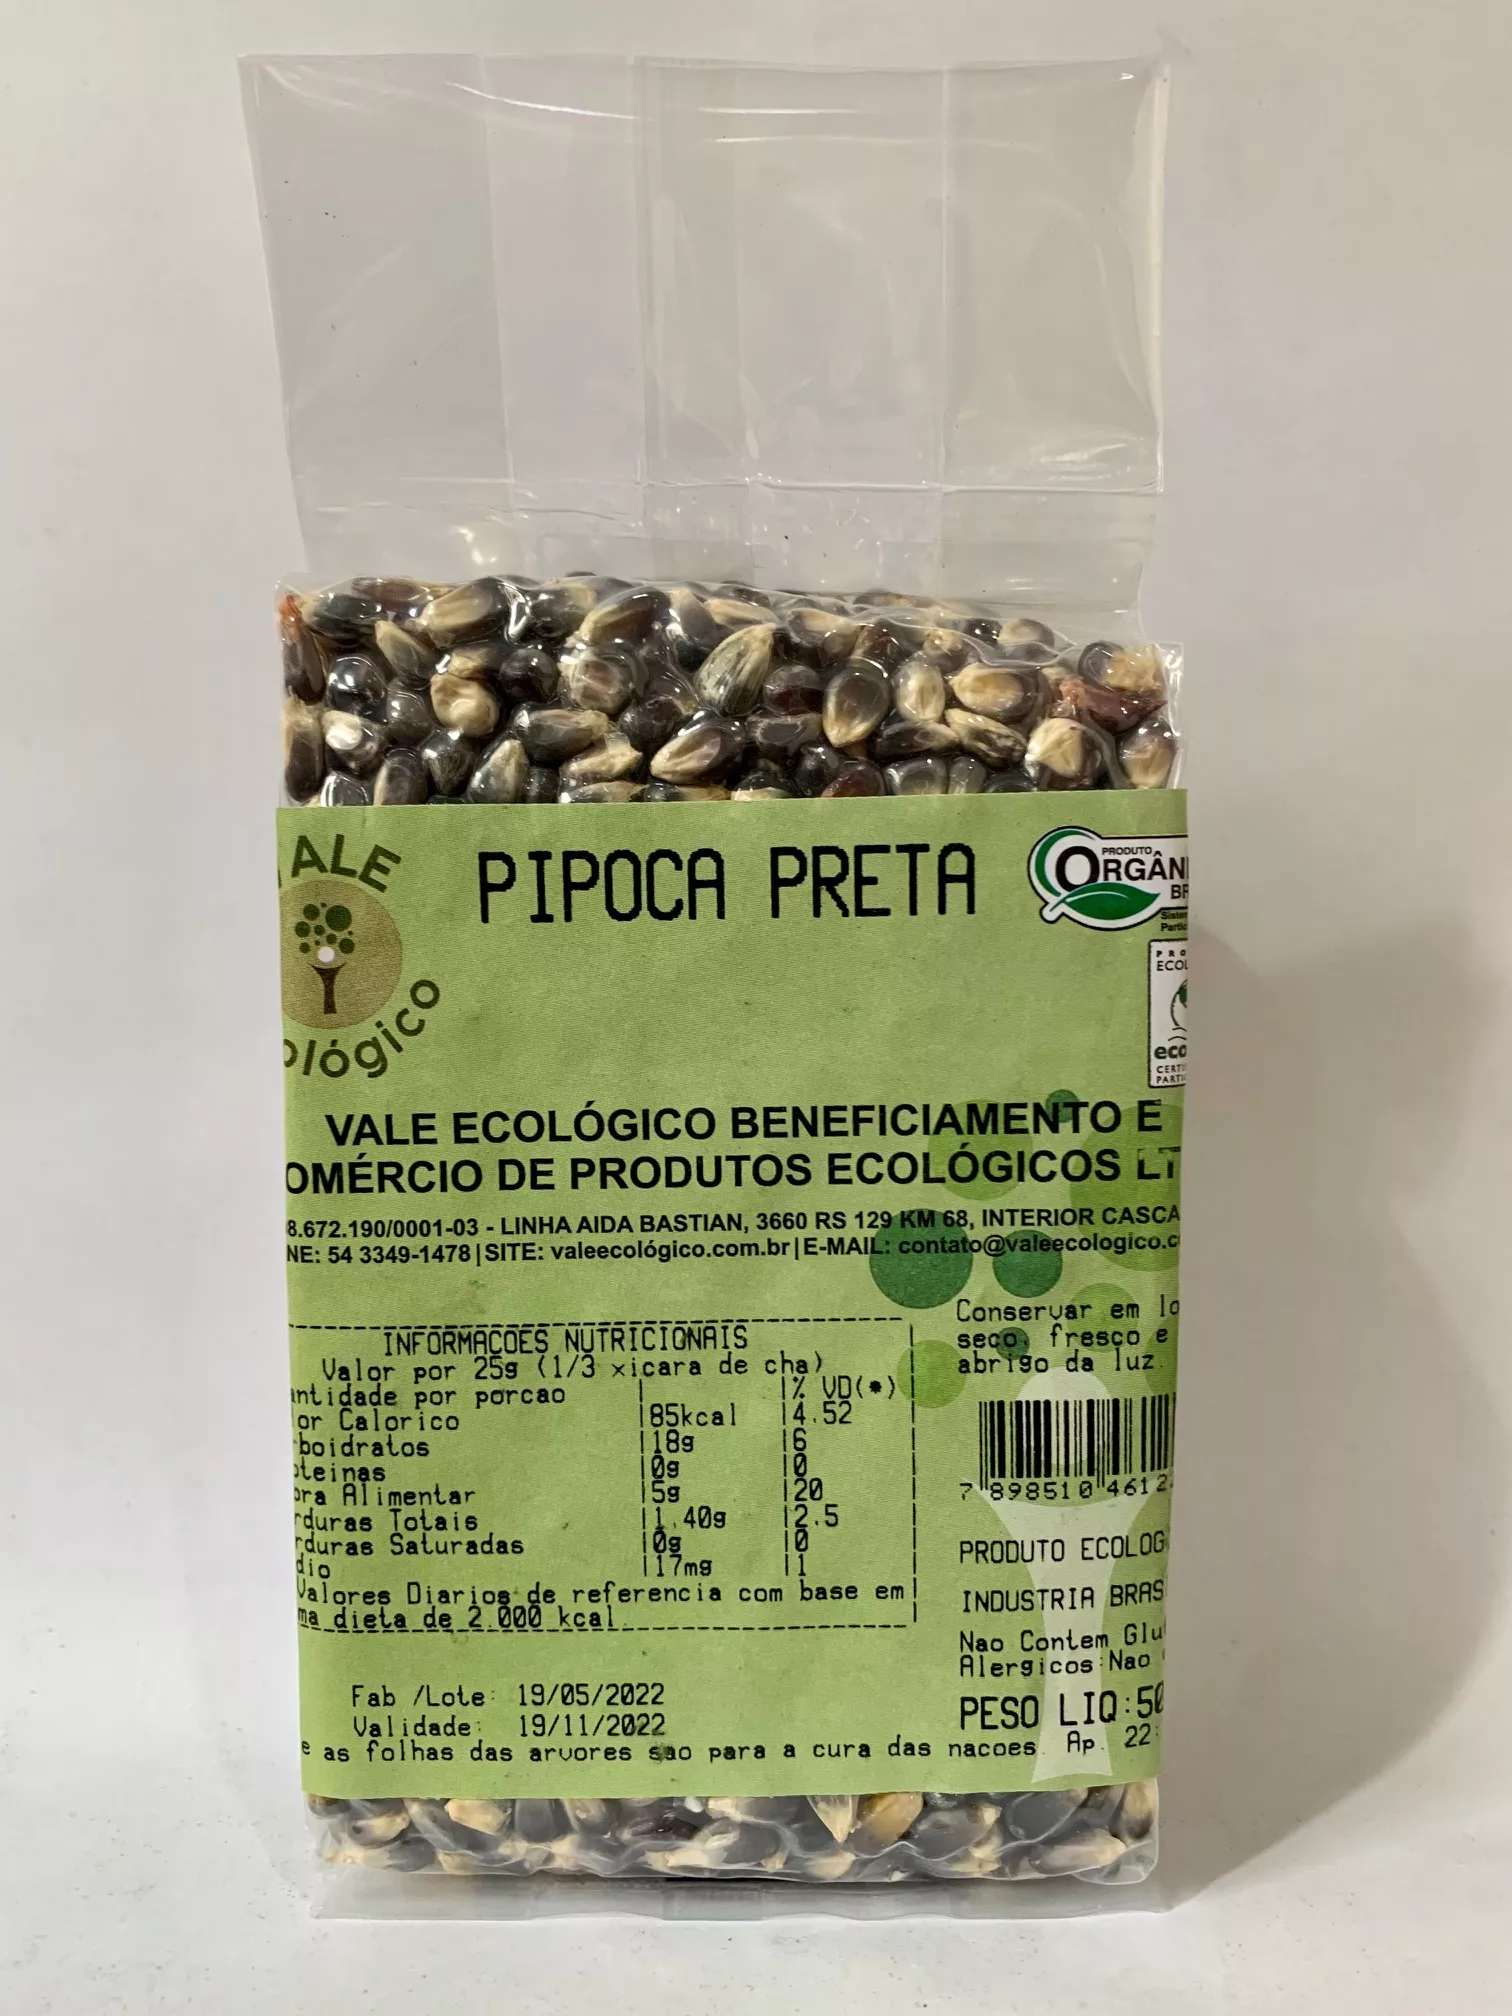 ALE
ológico
PIPOCA PRETA
PRODUTO
ORGÂNI
BR
Sister
Partic
PRO
ECOL
eco
CERTI
PARTI
VALE ECOLÓGICO BENEFICIAMENTO E
OMÉRCIO DE PRODUTOS ECOLÓGICOS LT
8.672.190/0001-03 - LINHA AIDA BASTIAN, 3660 RS 129 KM 68, INTERIOR CASCA
NE: 54 3349-1478|SITE: valeecológico.com.br|E-MAIL: contato@valeecologico.c
INFORMACOES NUTRICIONAIS
Valor por 25g (1/3 xicara de cha)
antidade por porcao | |% VD(*)
or Calorico |85kcal |4.52
rboidratos |18g |6
oteinas |0g |0
bra Alimentar |5g |20
rduras Totais |1,40g |2.5
rduras Saturadas |0g |0
dio |17mg |1
Valores Diarios de referencia com base em
ma dieta de 2.000 kcal.
Conservar em lo
seco, fresco e
abrigo da luz.
7 898510 4612
PRODUTO ECOLOG
INDUSTRIA BRAS
Nao Contem Glu
Alergicos:Nao
PESO LIQ:50
Fab /Lote: 19/05/2022
Validade: 19/11/2022
e as folhas das arvores sao para a cura das nacoes. Ap. 22: